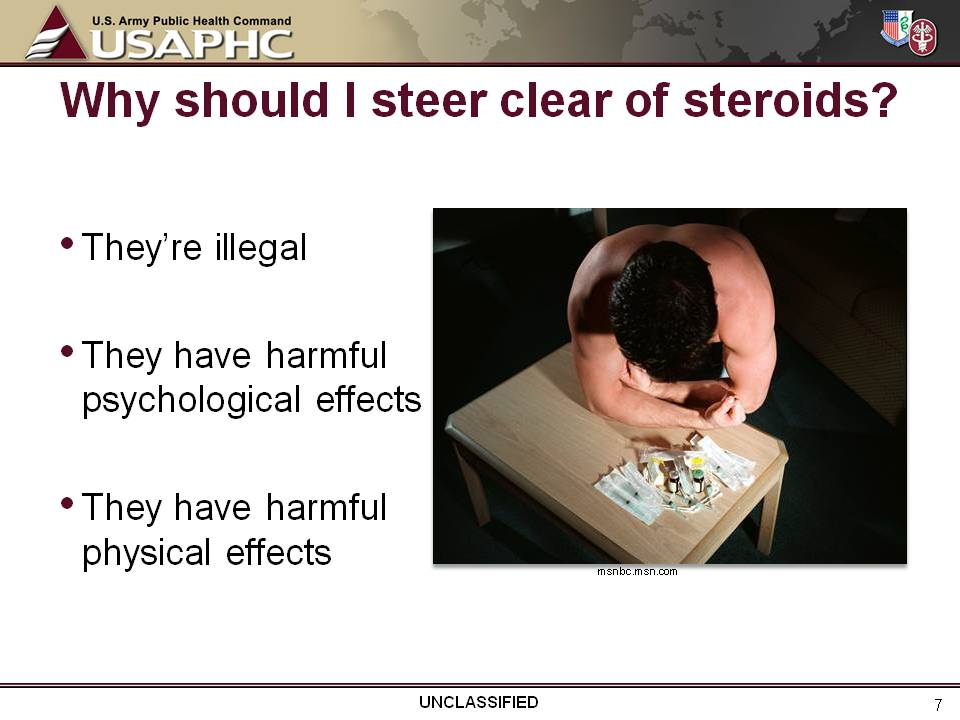 U.S. Army Public Health Command
USAPHC
Why should I steer clear of steroids?
• They’re illegal
• They have harmful
psychological effects
• They have harmful
physical effects
msnbc.msn.com
UNCLASSIFIED
7